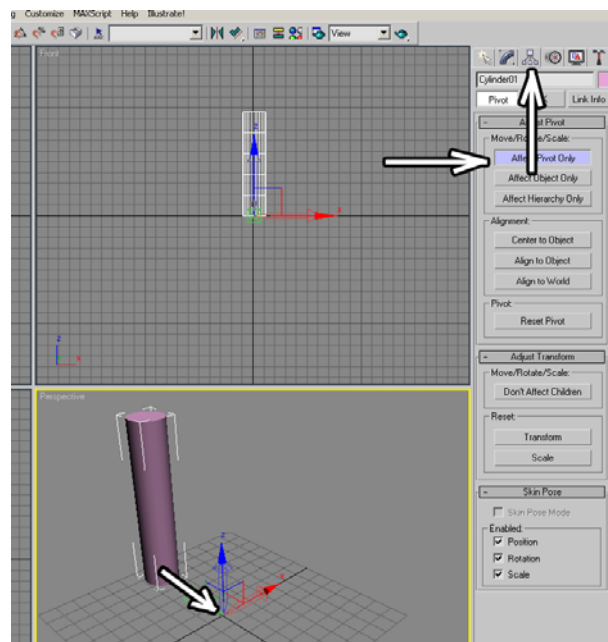 Customize MAXScript Help Illustrate!
View
Front
Cylinder01
Pivot Link Info
- Adjust Pivot
Move/Rotate/Scale:
Affect Pivot Only
Affect Object Only
Affect Hierarchy Only
Alignment:
Center to Object
Align to Object
Align to World
Pivot:
Reset Pivot
- Adjust Transform
Move/Rotate/Scale:
Don't Affect Children
Reset:
Transform
Scale
- Skin Pose
Skin Pose Mode
Enabled:
Position
Rotation
Scale
z
x
z
x
Perspective
z
x